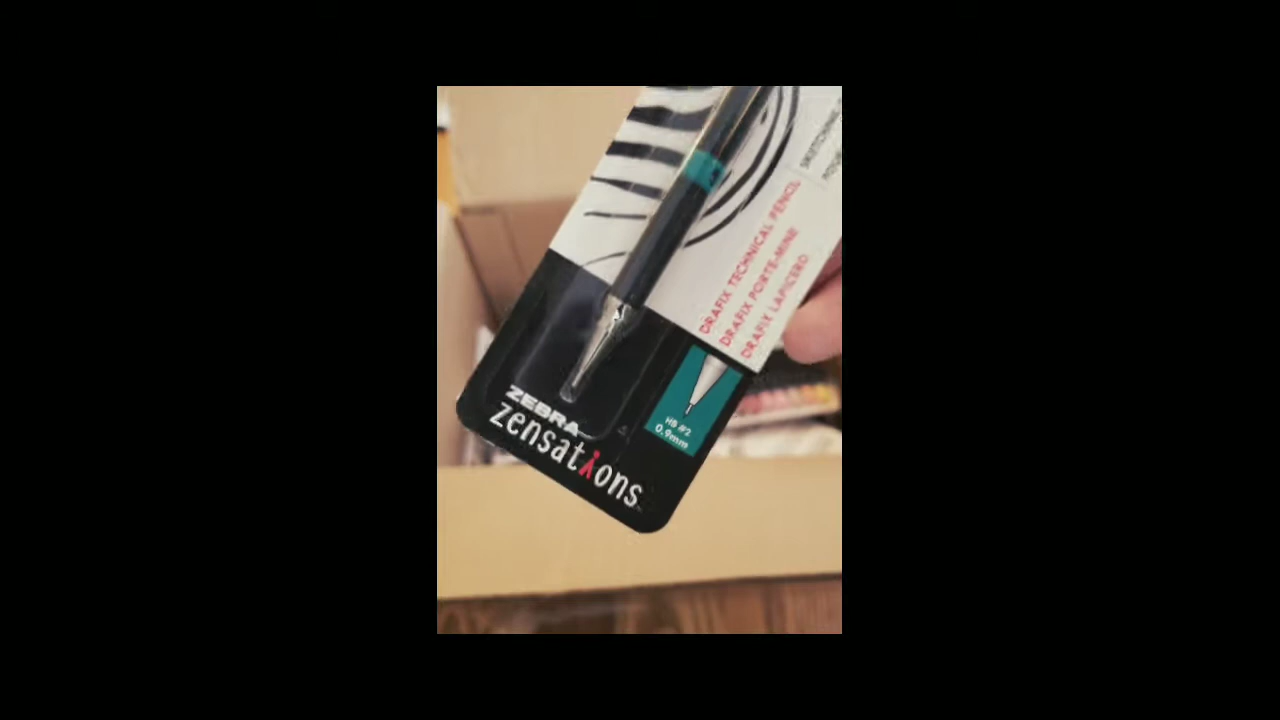 DRAFIX TECHNICAL PENCIL
DRAFIX PORTE-MINE
DRAFIX LAPICERO
HB #2
0.9mm
ZEBRA
zensations